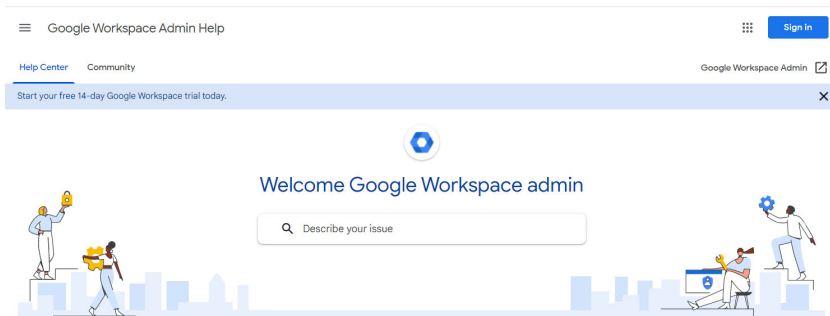 Google Workspace Admin Help
Sign in
Help Center
Community
Google Workspace Admin
Start your free 14-day Google Workspace trial today.
Welcome Google Workspace admin
Describe your issue